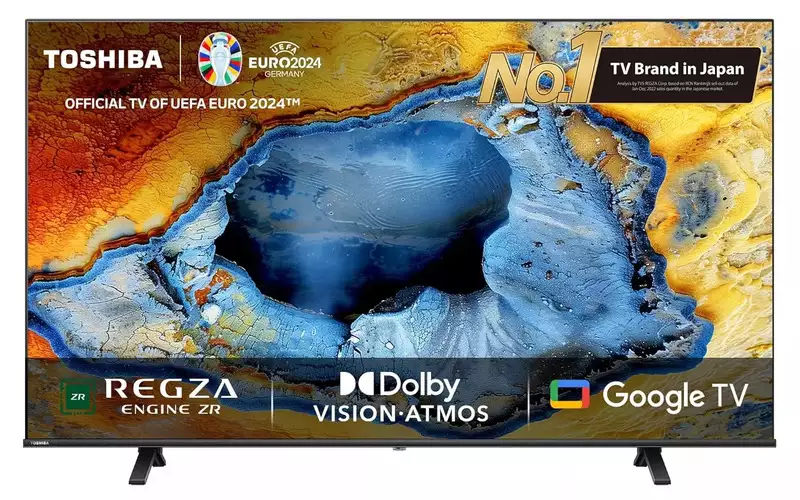 TOSHIBA
UEFA
EURO2024
GERMANY
OFFICIAL TV OF UEFA EURO 2024™
No.1
TV Brand in Japan
ZR
REGZA
ENGINE ZR
Dolby
VISION·ATMOS
Google TV
TOSHIBA